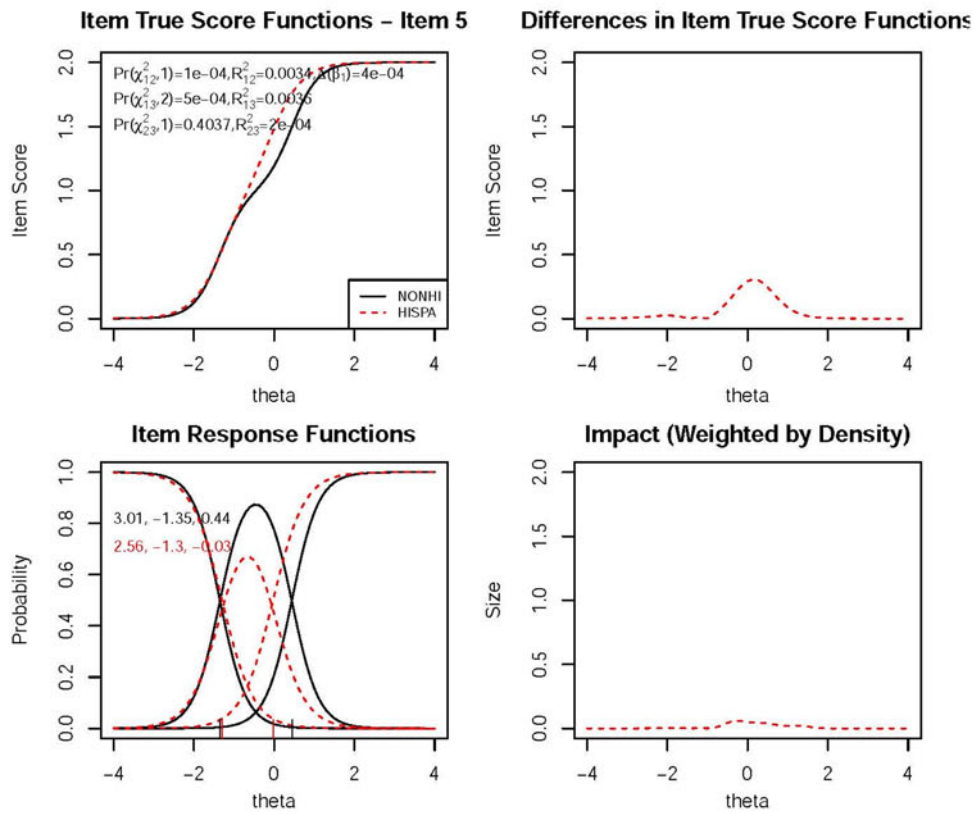 Item True Score Functions – Item 5
Pr(χ²₁₂,1)=1e−04,R²₁₂=0.0034,Δ(β₁)=4e−04
Pr(χ²₁₃,2)=5e−04,R²₁₃=0.0036
Pr(χ²₂₃,1)=0.4037,R²₂₃=2e−04
Item Score
0.0 0.5 1.0 1.5 2.0
NONHI
HISPA
−4 −2 0 2 4
theta
Differences in Item True Score Functions
Item Score
0.0 0.5 1.0 1.5 2.0
−4 −2 0 2 4
theta
Item Response Functions
3.01, −1.35, 0.44
2.56, −1.3, −0.03
Probability
0.0 0.2 0.4 0.6 0.8 1.0
−4 −2 0 2 4
theta
Impact (Weighted by Density)
Size
0.0 0.5 1.0 1.5 2.0
−4 −2 0 2 4
theta